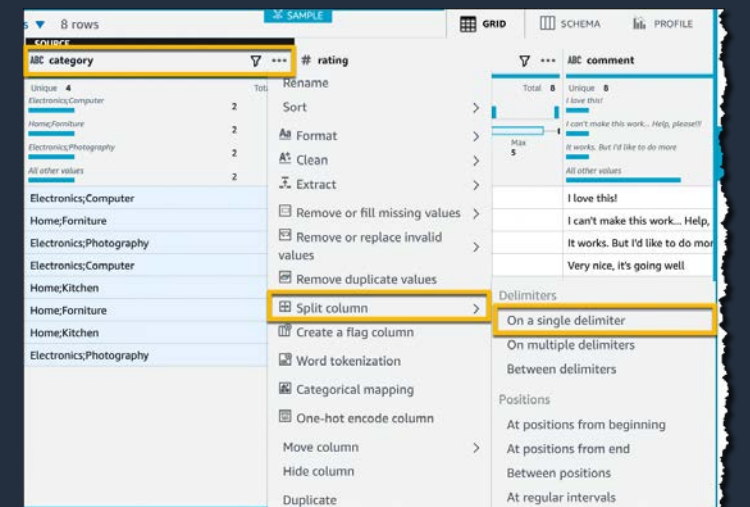 s ▼ 8 rows
SAMPLE
GRID
SCHEMA
PROFILE
SOURCE
ABC category
# rating
ABC comment
Unique 4
Electronics;Computer
2
Home;Forniture
2
Electronics;Photography
2
All other values
2
Total 8
Max
5
Unique 8
I love this!
I can't make this work... Help, please!!!
It works. But I'd like to do more
All other values
Electronics;Computer
Home;Forniture
Electronics;Photography
Electronics;Computer
Home;Kitchen
Home;Forniture
Home;Kitchen
Electronics;Photography
Rename
Sort
Format
Clean
Extract
Remove or fill missing values
Remove or replace invalid
values
Remove duplicate values
Split column
Create a flag column
Word tokenization
Categorical mapping
One-hot encode column
Move column
Hide column
Duplicate
I love this!
I can't make this work... Help,
It works. But I'd like to do mor
Very nice, it's going well
Delimiters
On a single delimiter
On multiple delimiters
Between delimiters
Positions
At positions from beginning
At positions from end
Between positions
At regular intervals